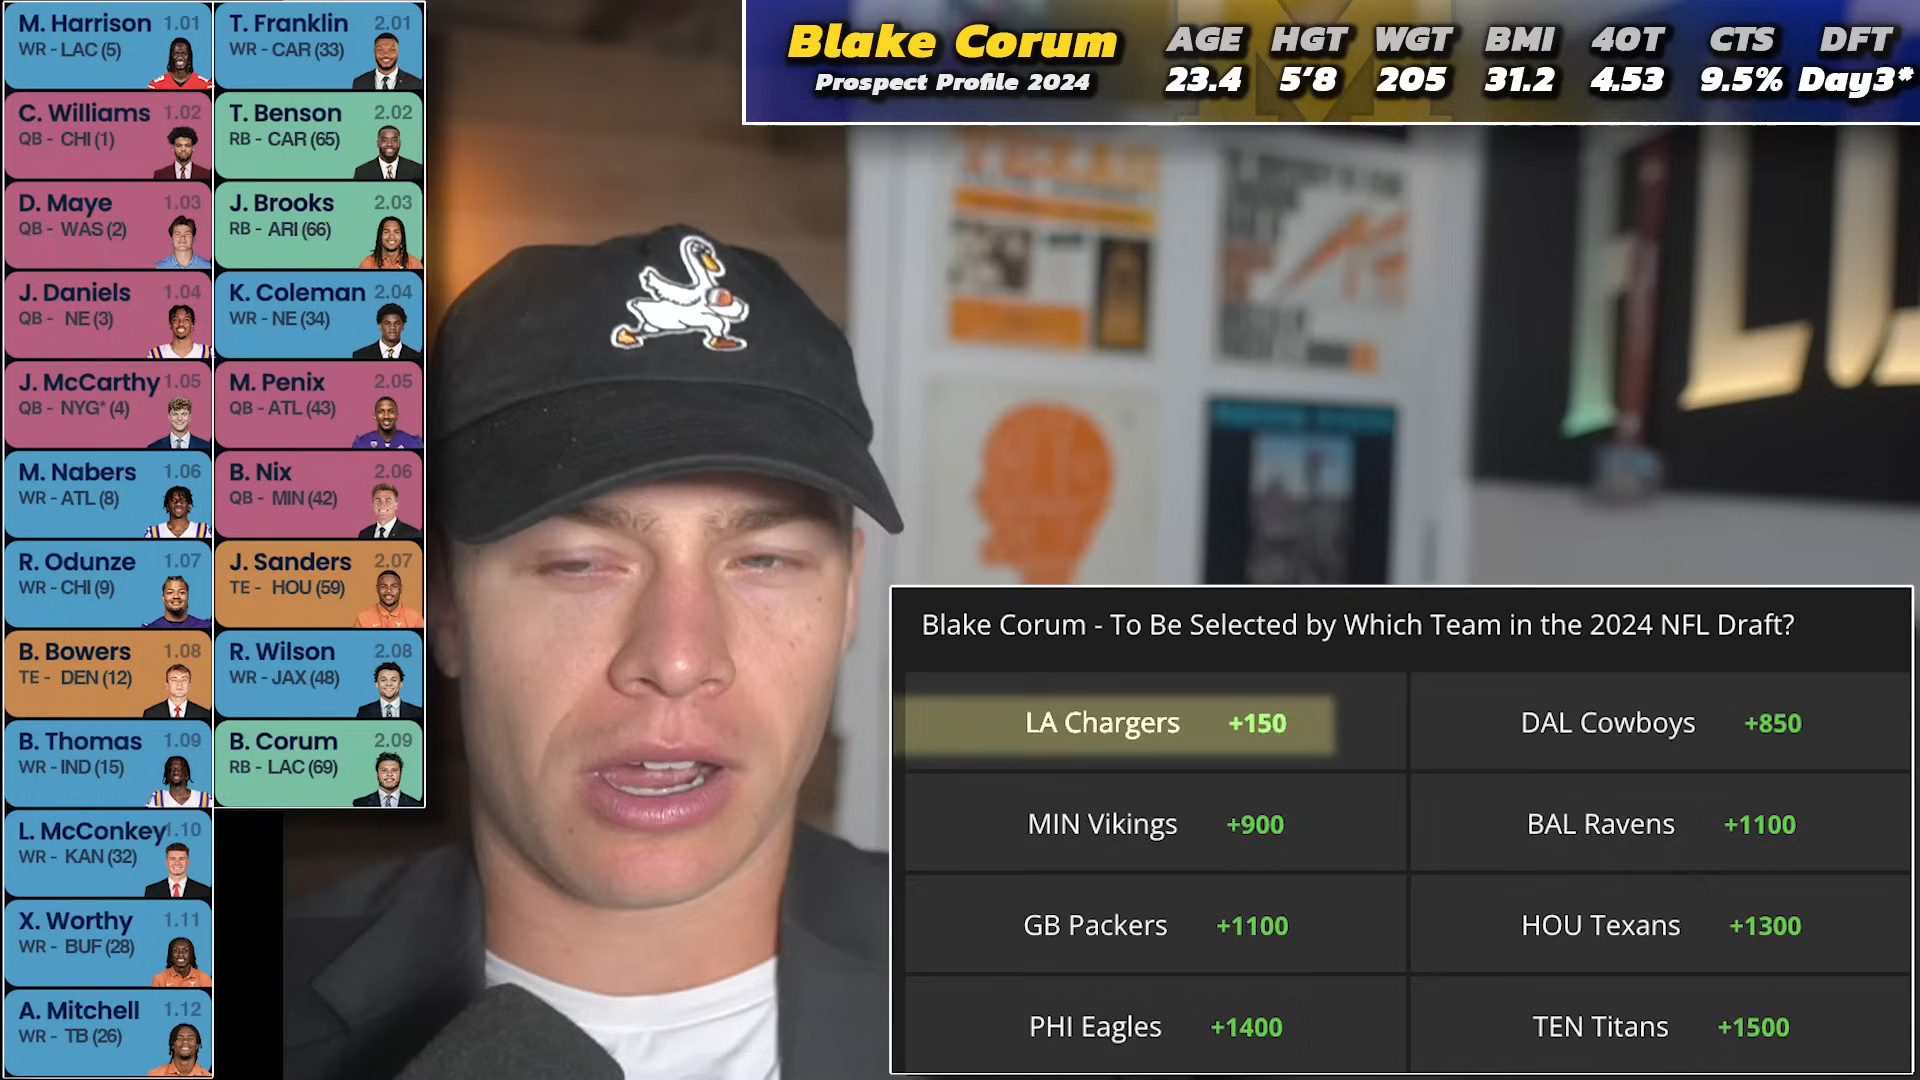 M. Harrison 1.01
WR - LAC (5)
C. Williams 1.02
QB - CHI (1)
D. Maye 1.03
QB - WAS (2)
J. Daniels 1.04
QB - NE (3)
J. McCarthy 1.05
QB - NYG* (4)
M. Nabers 1.06
WR - ATL (8)
R. Odunze 1.07
WR - CHI (9)
B. Bowers 1.08
TE - DEN (12)
B. Thomas 1.09
WR - IND (15)
L. McConkey 1.10
WR - KAN (32)
X. Worthy 1.11
WR - BUF (28)
A. Mitchell 1.12
WR - TB (26)
T. Franklin 2.01
WR - CAR (33)
T. Benson 2.02
RB - CAR (65)
J. Brooks 2.03
RB - ARI (66)
K. Coleman 2.04
WR - NE (34)
M. Penix 2.05
QB - ATL (43)
B. Nix 2.06
QB - MIN (42)
J. Sanders 2.07
TE - HOU (59)
R. Wilson 2.08
WR - JAX (48)
B. Corum 2.09
RB - LAC (69)
Blake Corum
Prospect Profile 2024
AGE HGT WGT BMI 40T CTS DFT
23.4 5'8 205 31.2 4.53 9.5% Day3*
Blake Corum - To Be Selected by Which Team in the 2024 NFL Draft?
LA Chargers +150 DAL Cowboys +850
MIN Vikings +900 BAL Ravens +1100
GB Packers +1100 HOU Texans +1300
PHI Eagles +1400 TEN Titans +1500